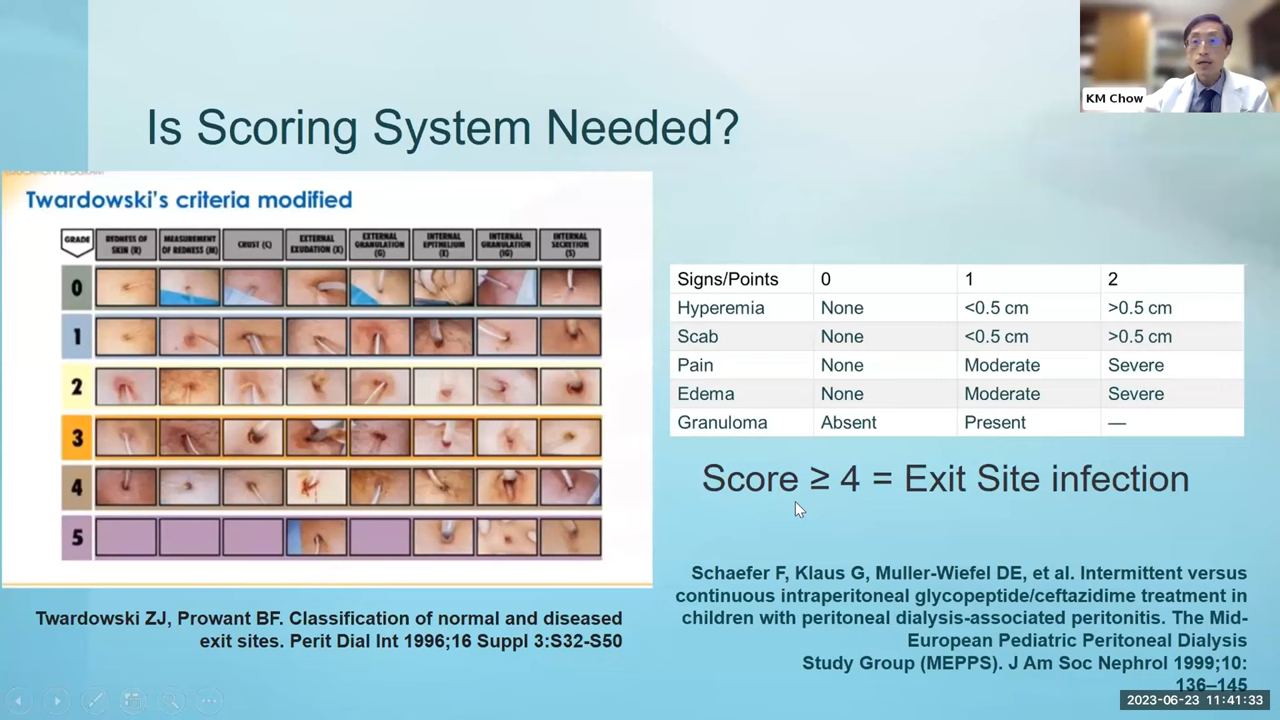 KM Chow
Is Scoring System Needed?
Twardowski's criteria modified
GRADE
REDNESS OF SKIN (R)
MEASUREMENT OF REDNESS (M)
CRUST (C)
EXTERNAL EXUDATION (X)
EXTERNAL GRANULATION (G)
INTERNAL EPITHELIUM (E)
INTERNAL GRANULATION (IG)
INTERNAL SECRETION (S)
0
1
2
3
4
5
Signs/Points 0 1 2
Hyperemia None <0.5 cm >0.5 cm
Scab None <0.5 cm >0.5 cm
Pain None Moderate Severe
Edema None Moderate Severe
Granuloma Absent Present —
Score ≥ 4 = Exit Site infection
Twardowski ZJ, Prowant BF. Classification of normal and diseased
exit sites. Perit Dial Int 1996;16 Suppl 3:S32-S50
Schaefer F, Klaus G, Muller-Wiefel DE, et al. Intermittent versus
continuous intraperitoneal glycopeptide/ceftazidime treatment in
children with peritoneal dialysis-associated peritonitis. The Mid-
European Pediatric Peritoneal Dialysis
Study Group (MEPPS). J Am Soc Nephrol 1999;10:
136–145
2023-06-23 11:41:33